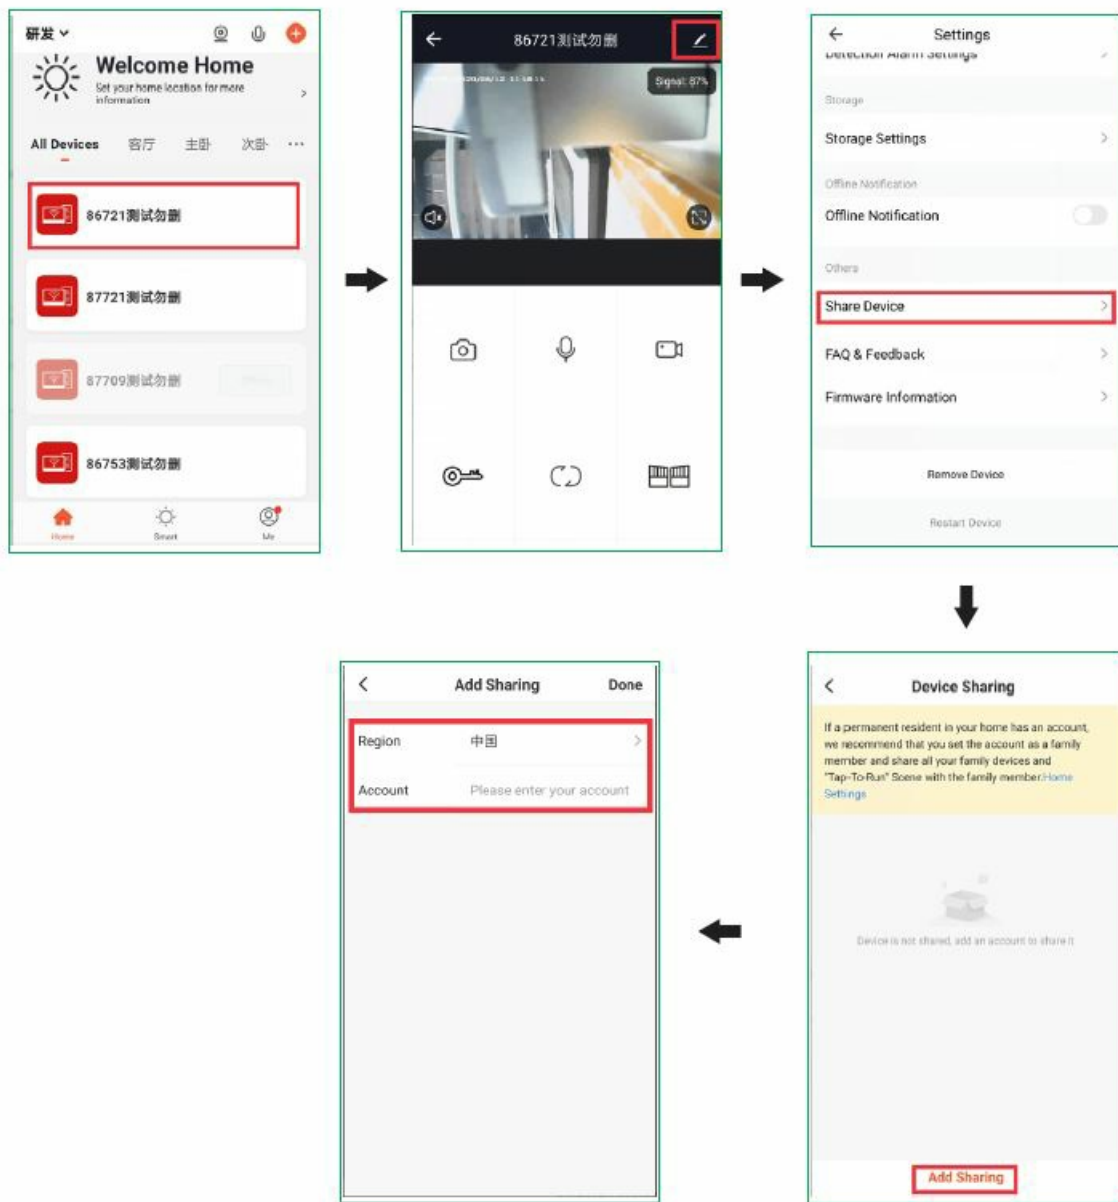 研发
Welcome Home
Set your home location for more
information
All Devices 客厅 主卧 次卧 ...
86721测试勿删
87721测试勿删
87709测试勿删
86753测试勿删
Home Smart Me
86721测试勿删
Signal: 87%
Settings
Detection Alarm Settings
Storage
Storage Settings
Offline Notification
Offline Notification
Others
Share Device
FAQ & Feedback
Firmware Information
Remove Device
Restart Device
Device Sharing
If a permanent resident in your home has an account,
we recommend that you set the account as a family
member and share all your family devices and
"Tap-To-Run" Scene with the family member.Home
Settings
Device is not shared, add an account to share it
Add Sharing
Add Sharing Done
Region 中国
Account Please enter your account